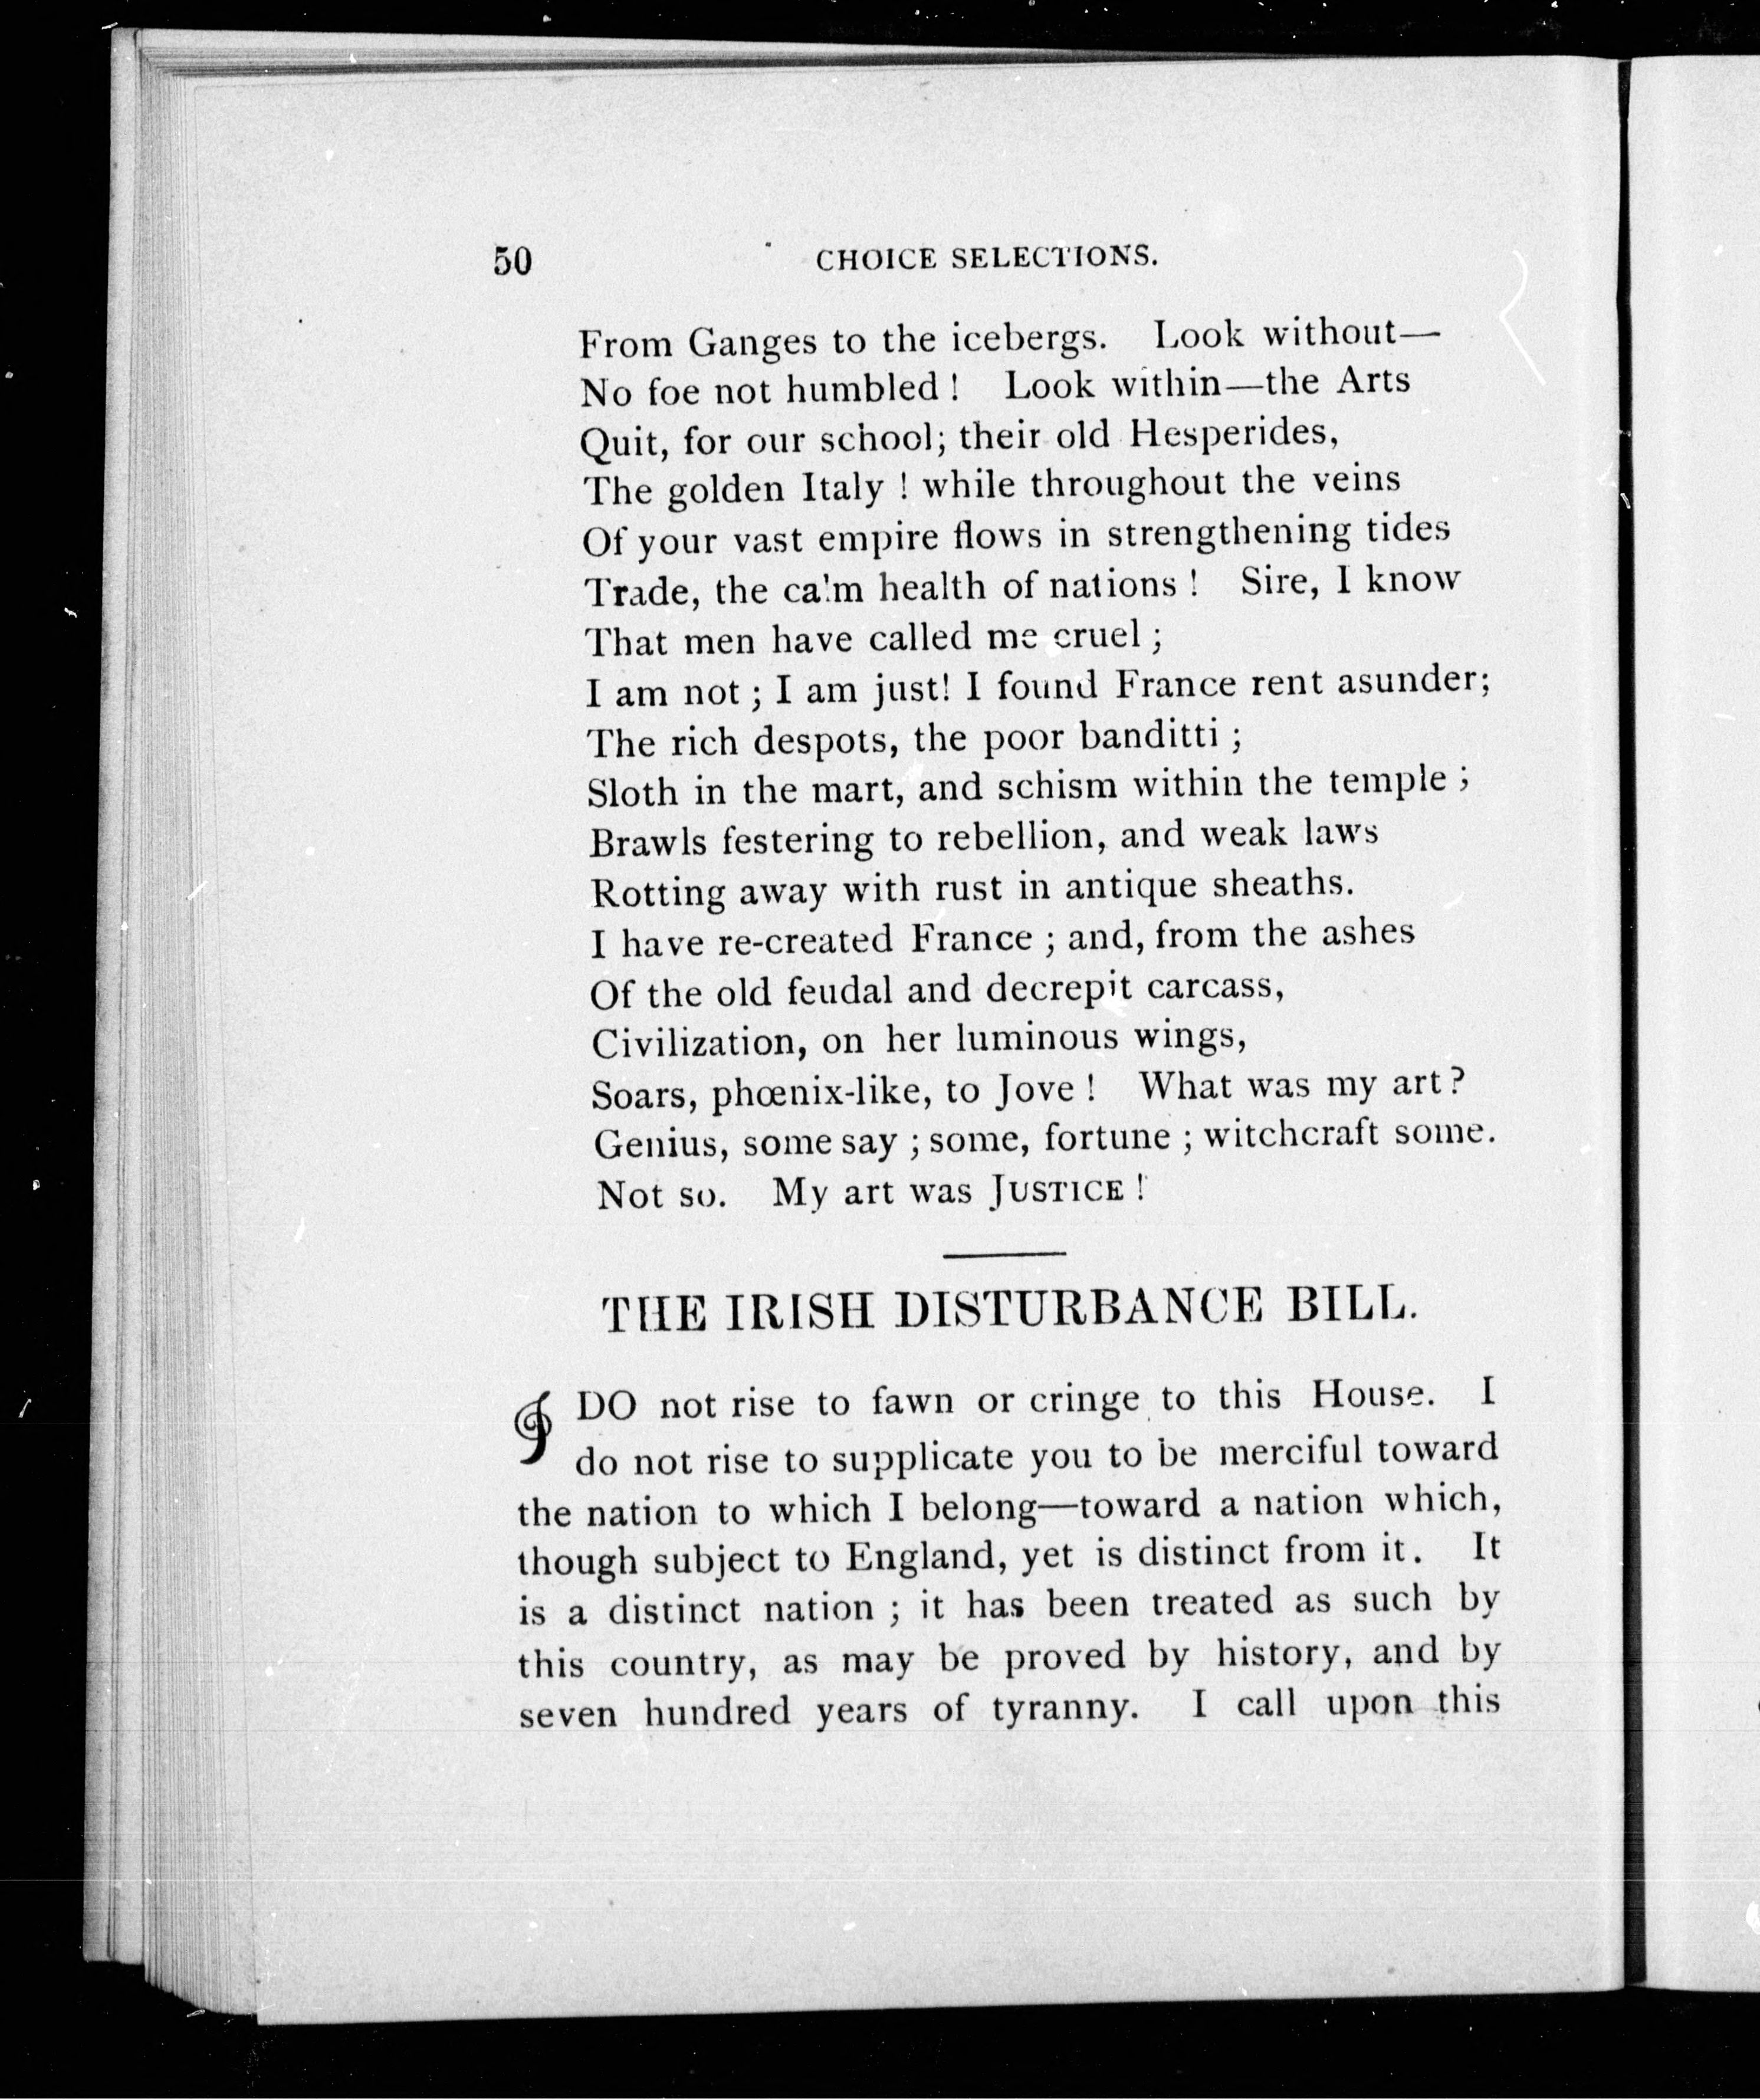 50 CHOICE SELECTIONS.
From Ganges to the icebergs. Look without—
No foe not humbled! Look within—the Arts
Quit, for our school; their old Hesperides,
The golden Italy! while throughout the veins
Of your vast empire flows in strengthening tides
Trade, the calm health of nations! Sire, I know
That men have called me cruel;
I am not; I am just! I found France rent asunder;
The rich despots, the poor banditti;
Sloth in the mart, and schism within the temple;
Brawls festering to rebellion, and weak laws
Rotting away with rust in antique sheaths.
I have re-created France; and, from the ashes
Of the old feudal and decrepit carcass,
Civilization, on her luminous wings,
Soars, phœnix-like, to Jove! What was my art?
Genius, some say; some, fortune; witchcraft some.
Not so. My art was JUSTICE!
THE IRISH DISTURBANCE BILL.
I DO not rise to fawn or cringe to this House. I
do not rise to supplicate you to be merciful toward
the nation to which I belong—toward a nation which,
though subject to England, yet is distinct from it. It
is a distinct nation; it has been treated as such by
this country, as may be proved by history, and by
seven hundred years of tyranny. I call upon this